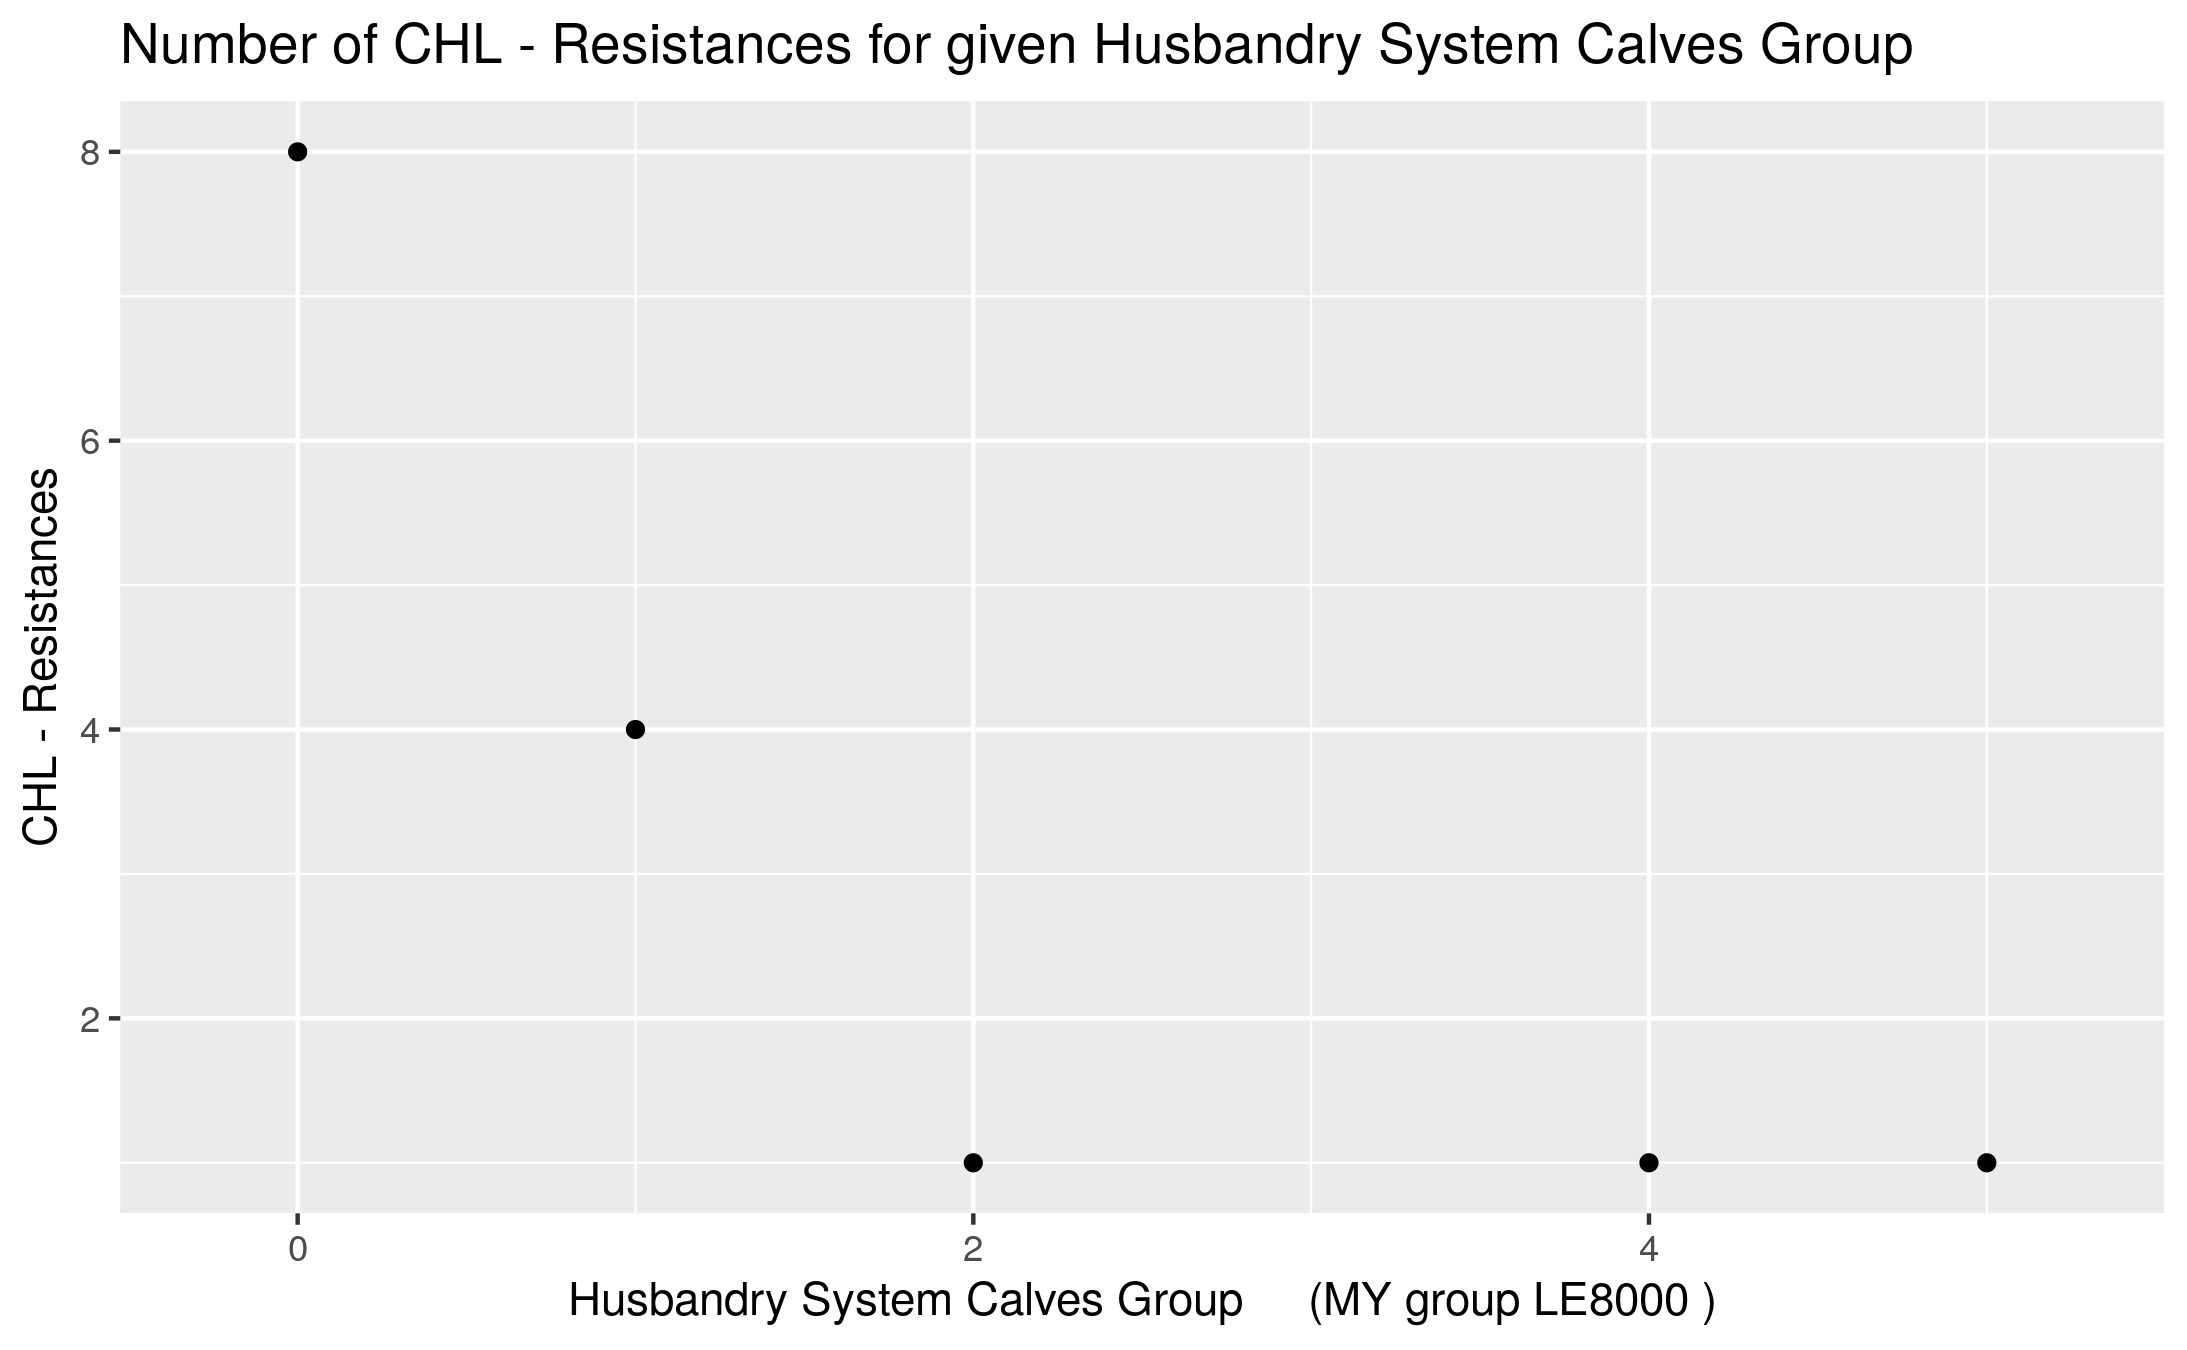 Number of CHL - Resistances for given Husbandry System Calves Group
8
6
4
2
CHL - Resistances
0 2 4
Husbandry System Calves Group (MY group LE8000 )